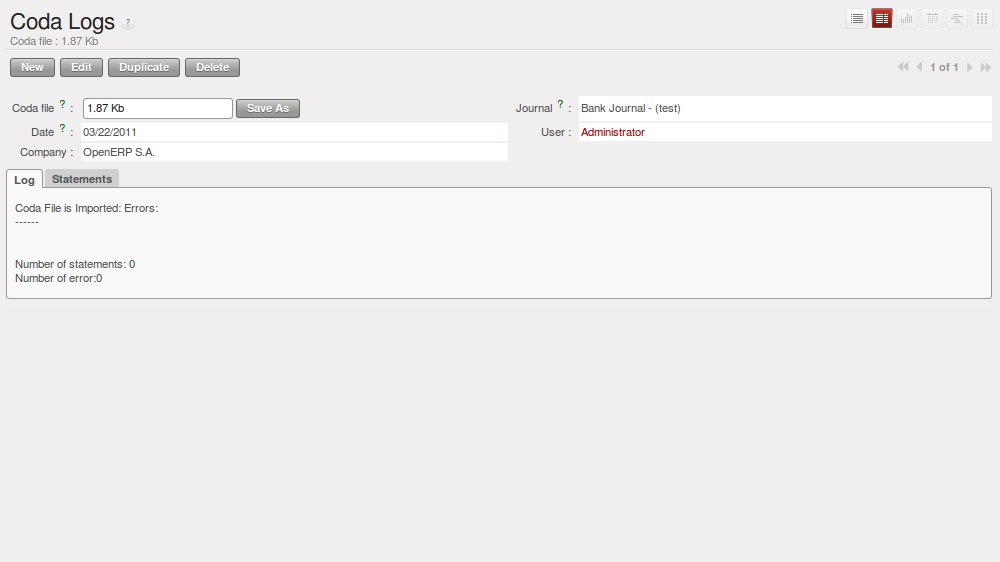 Coda Logs ?
Coda file : 1.87 Kb
New Edit Duplicate Delete
1 of 1
Coda file ? : 1.87 Kb Save As
Journal ? : Bank Journal - (test)
Date ? : 03/22/2011
User : Administrator
Company : OpenERP S.A.
Log Statements
Coda File is Imported: Errors:
------
Number of statements: 0
Number of error:0